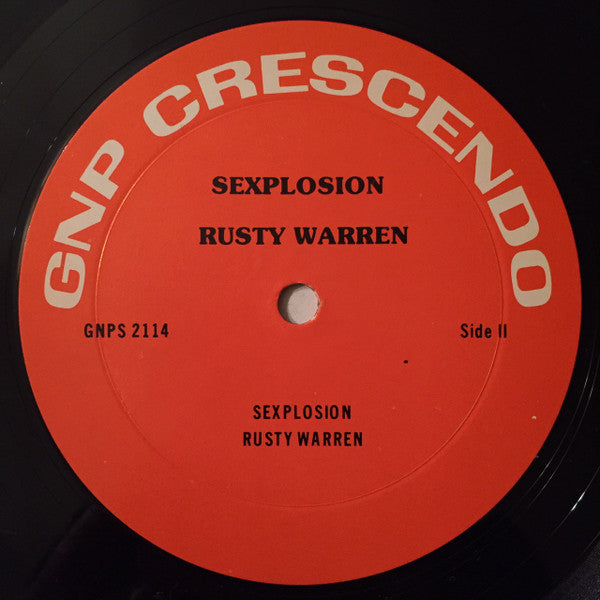 GNP CRESCENDO
SEXPLOSION
RUSTY WARREN
GNPS 2114
Side II
SEXPLOSION
RUSTY WARREN